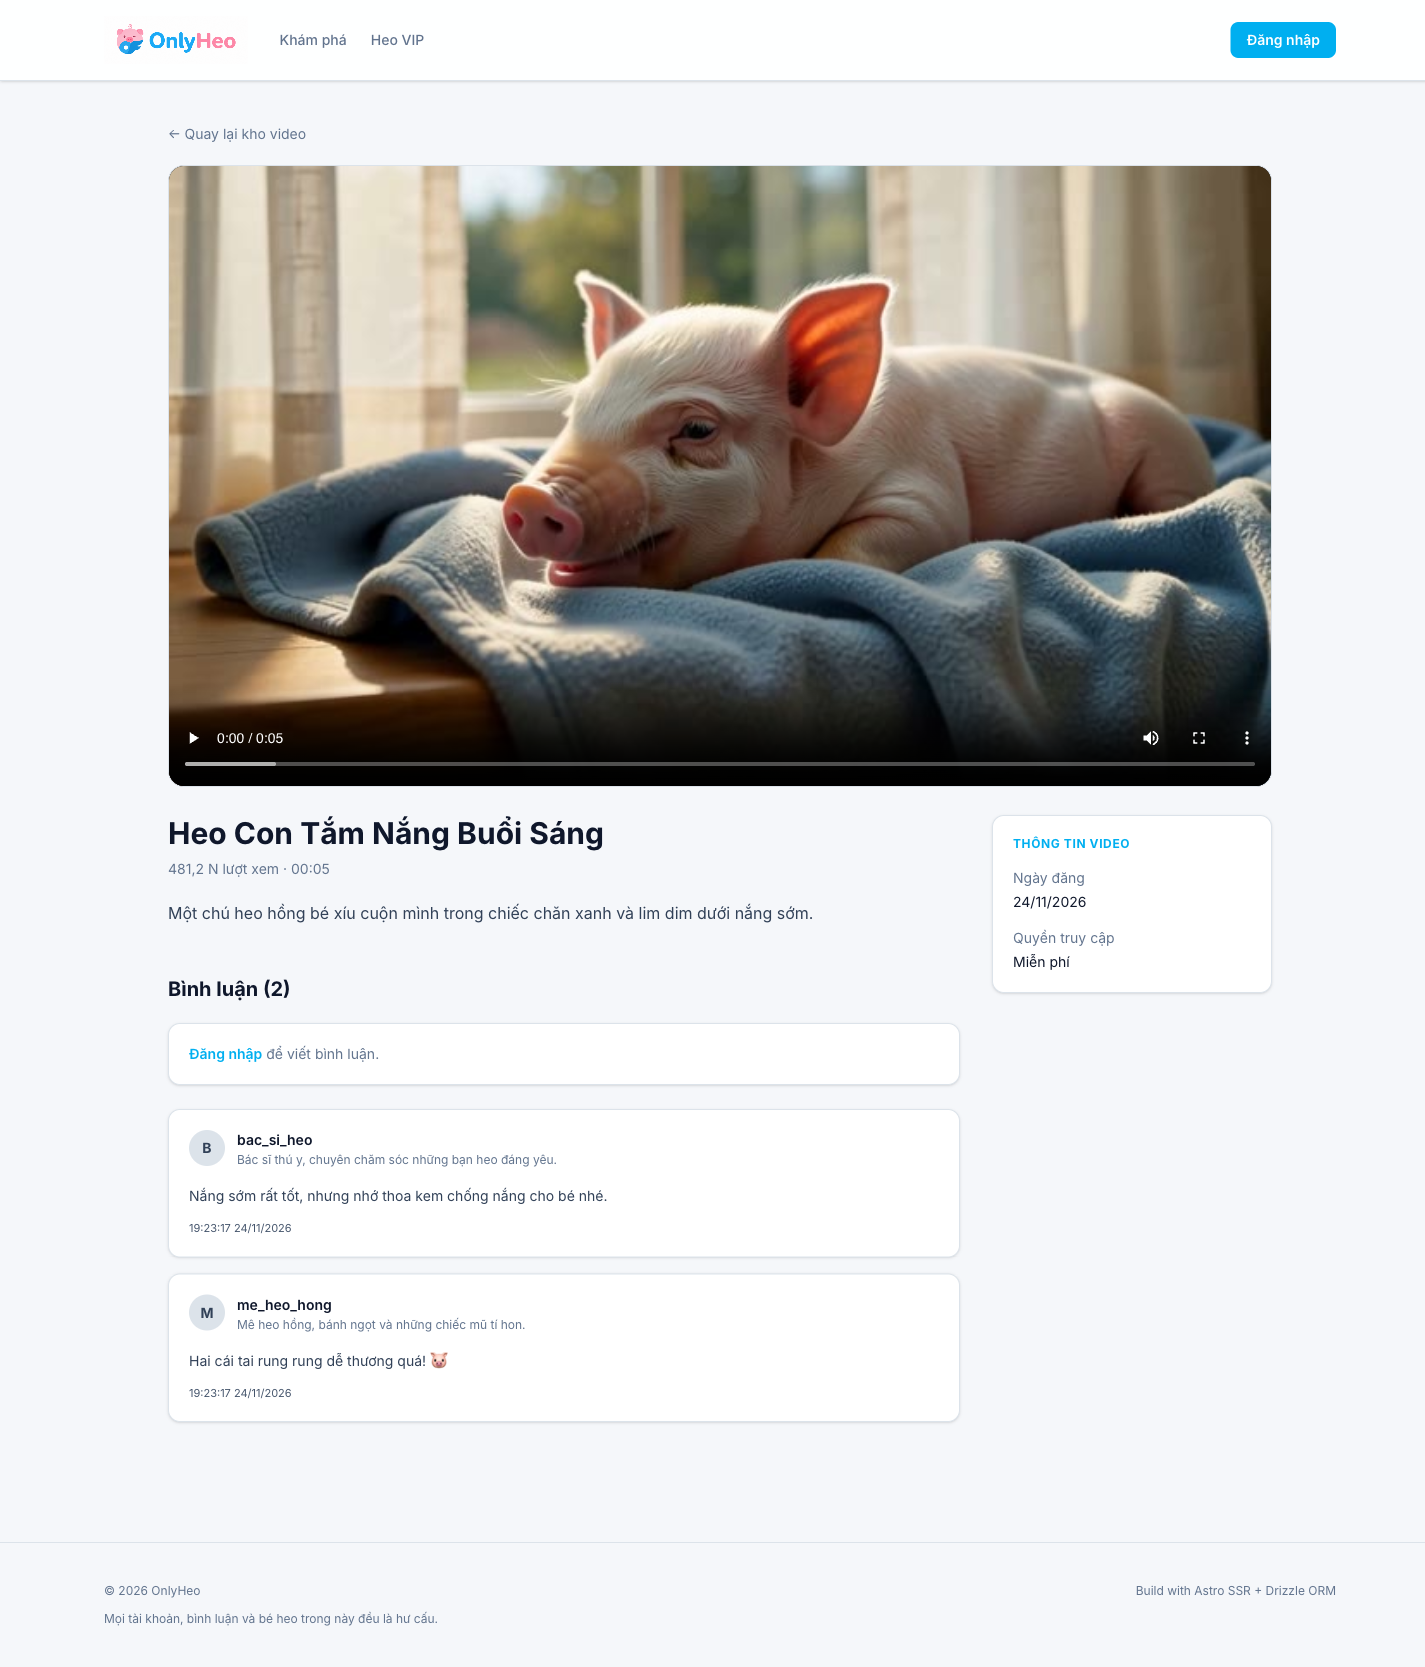 OnlyHeo
Khám phá
Heo VIP
Đăng nhập
← Quay lại kho video
0:00 / 0:05
Heo Con Tắm Nắng Buổi Sáng
481,2 N lượt xem · 00:05
Một chú heo hồng bé xíu cuộn mình trong chiếc chăn xanh và lim dim dưới nắng sớm.
THÔNG TIN VIDEO
Ngày đăng
24/11/2026
Quyền truy cập
Miễn phí
Bình luận (2)
Đăng nhập để viết bình luận.
B
bac_si_heo
Bác sĩ thú y, chuyên chăm sóc những bạn heo đáng yêu.
Nắng sớm rất tốt, nhưng nhớ thoa kem chống nắng cho bé nhé.
19:23:17 24/11/2026
M
me_heo_hong
Mê heo hồng, bánh ngọt và những chiếc mũ tí hon.
Hai cái tai rung rung dễ thương quá! 🐷
19:23:17 24/11/2026
© 2026 OnlyHeo
Build with Astro SSR + Drizzle ORM
Mọi tài khoản, bình luận và bé heo trong này đều là hư cấu.